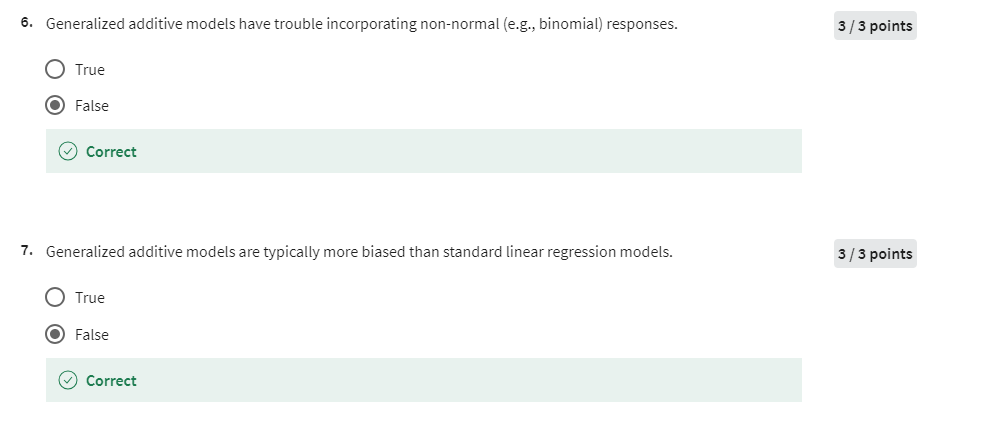 6. Generalized additive models have trouble incorporating non-normal (e.g., binomial) responses. 3 / 3 points
True
False
Correct
7. Generalized additive models are typically more biased than standard linear regression models. 3 / 3 points
True
False
Correct